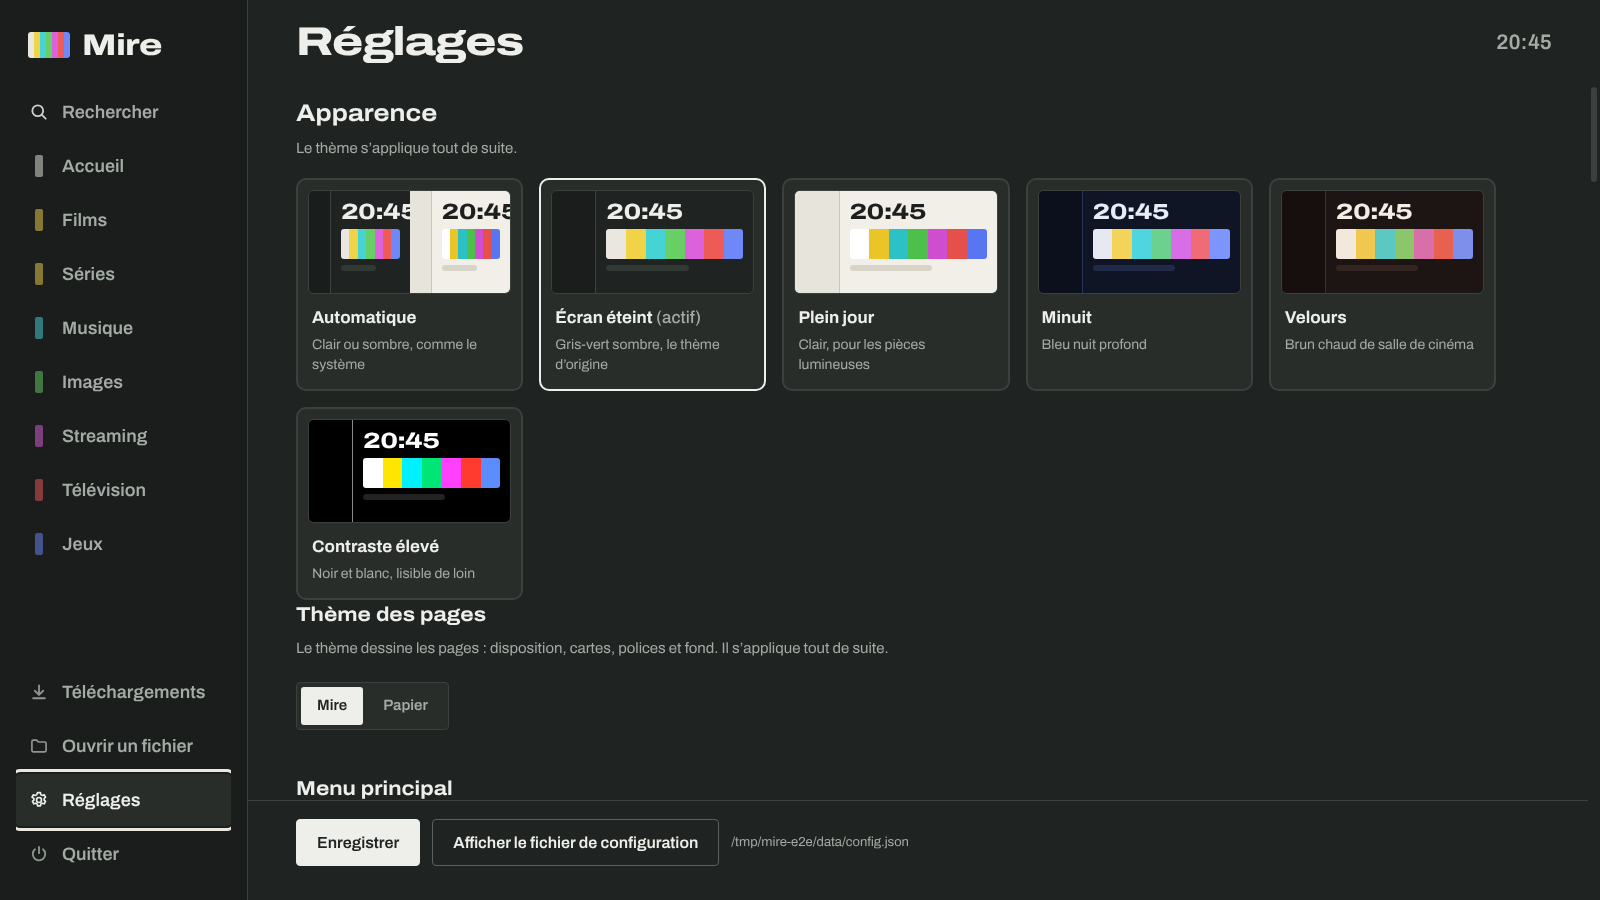 Mire
Rechercher
Accueil
Films
Séries
Musique
Images
Streaming
Télévision
Jeux
Téléchargements
Ouvrir un fichier
Réglages
Quitter
Réglages
20:45
Apparence
Le thème s’applique tout de suite.
20:45
20:45
Automatique
Clair ou sombre, comme le
système
20:45
Écran éteint (actif)
Gris-vert sombre, le thème
d’origine
20:45
Plein jour
Clair, pour les pièces
lumineuses
20:45
Minuit
Bleu nuit profond
20:45
Velours
Brun chaud de salle de cinéma
20:45
Contraste élevé
Noir et blanc, lisible de loin
Thème des pages
Le thème dessine les pages : disposition, cartes, polices et fond. Il s’applique tout de suite.
Mire
Papier
Menu principal
Enregistrer
Afficher le fichier de configuration
/tmp/mire-e2e/data/config.json